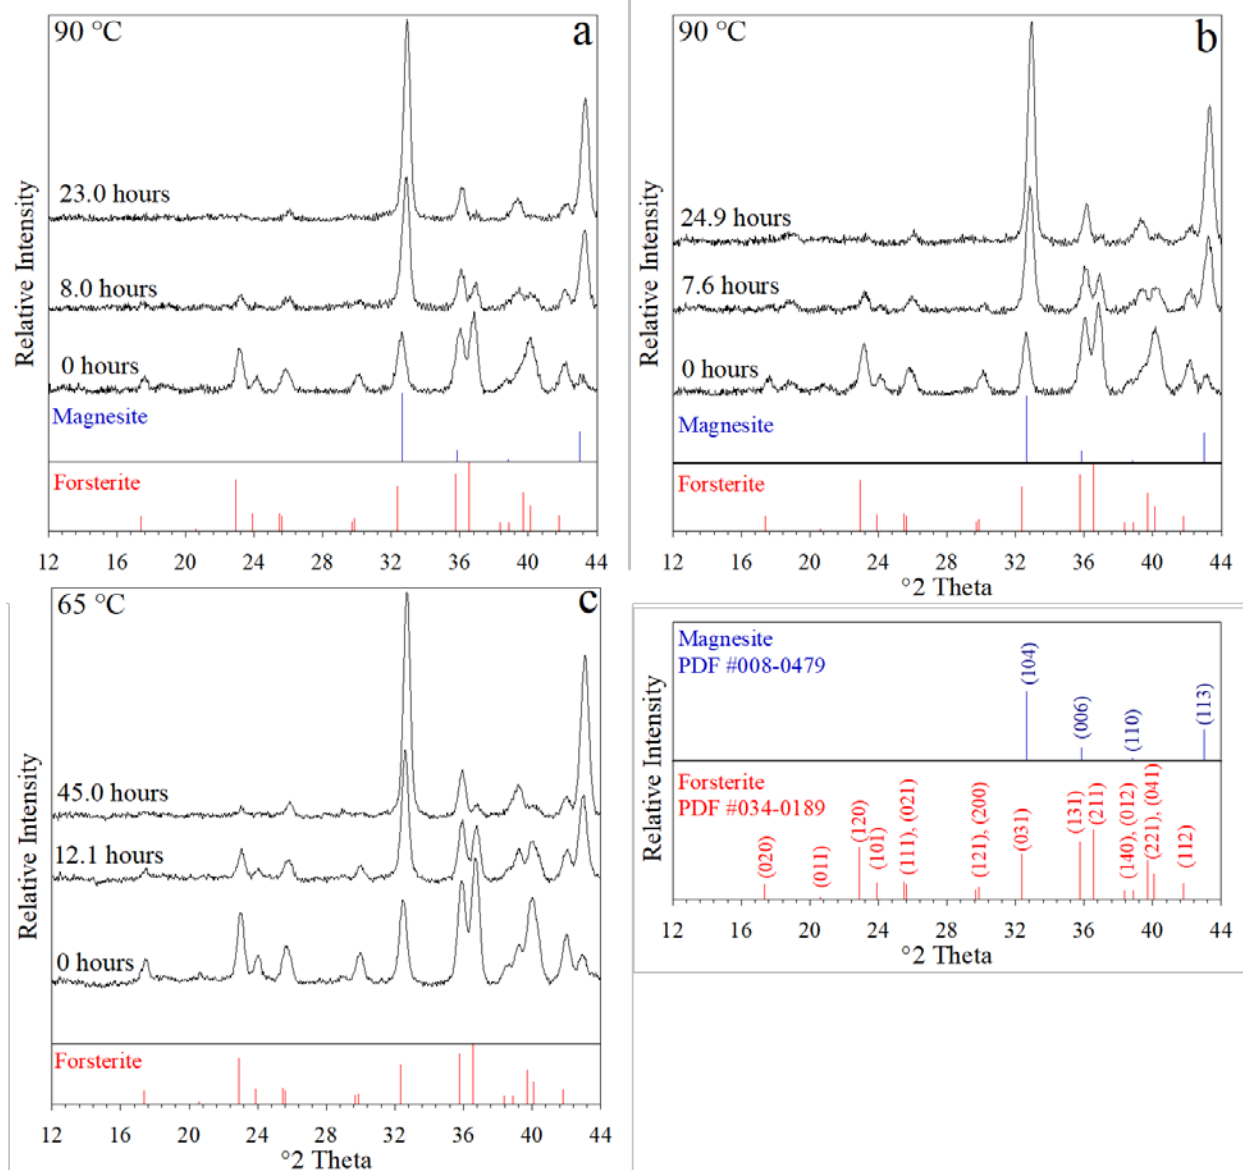 90 °C
a
23.0 hours
8.0 hours
0 hours
Magnesite
Forsterite
Relative Intensity
12 16 20 24 28 32 36 40 44
90 °C
b
24.9 hours
7.6 hours
0 hours
Magnesite
Forsterite
Relative Intensity
12 16 20 24 28 32 36 40 44
°2 Theta
65 °C
c
45.0 hours
12.1 hours
0 hours
Forsterite
Relative Intensity
12 16 20 24 28 32 36 40 44
°2 Theta
Magnesite
PDF #008-0479
(104)
(006)
(110)
(113)
Forsterite
PDF #034-0189
(020)
(011)
(120)
(101)
(111), (021)
(121), (200)
(031)
(131)
(211)
(140), (012)
(221), (041)
(112)
Relative Intensity
12 16 20 24 28 32 36 40 44
°2 Theta